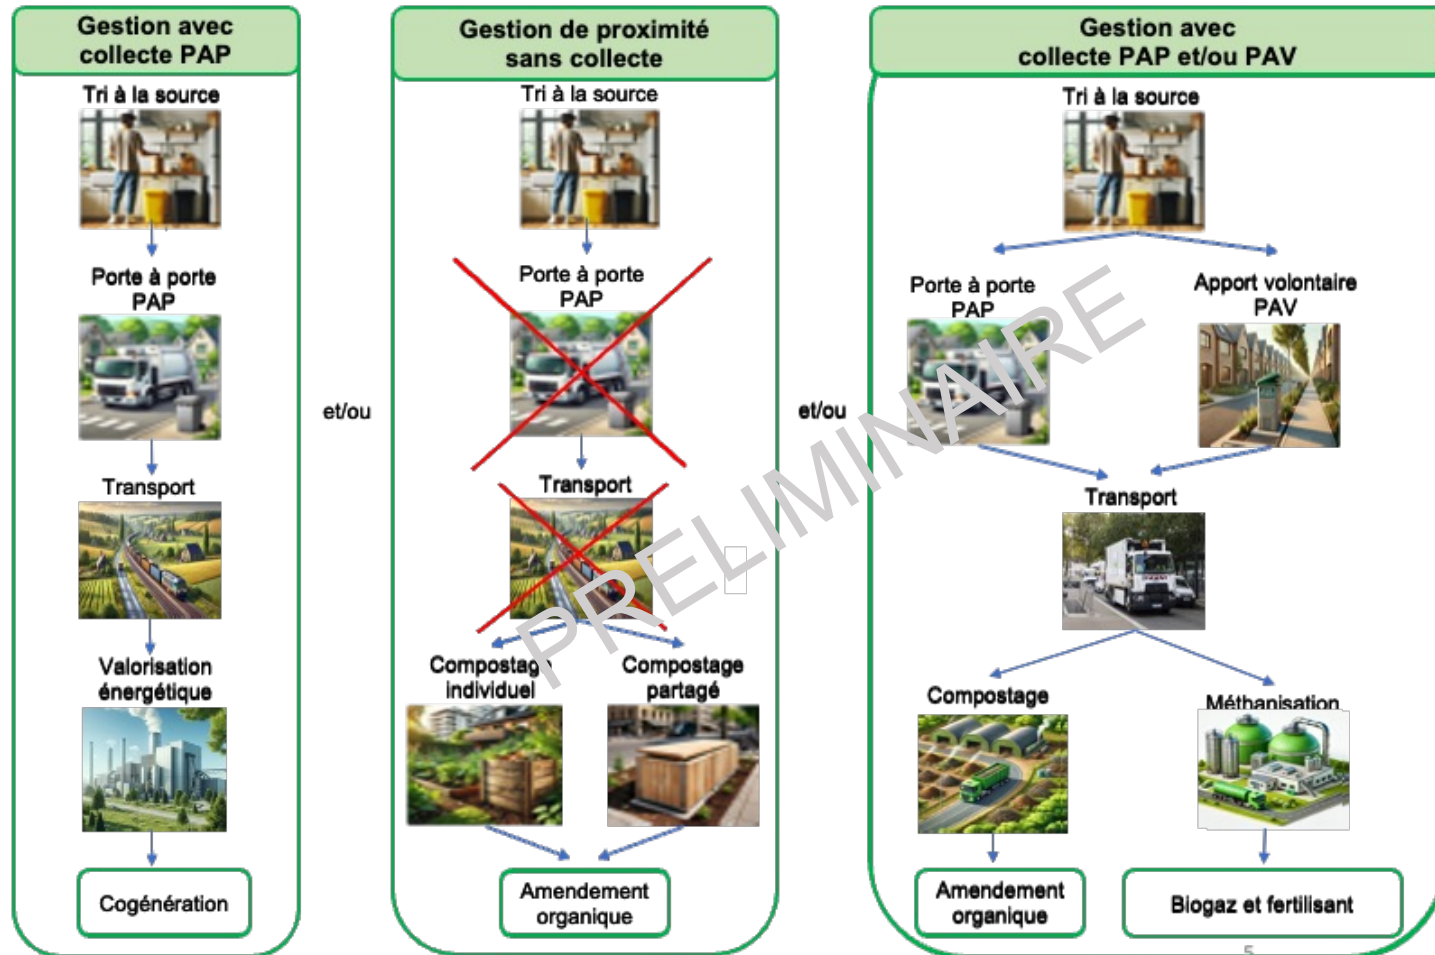 Gestion avec
collecte PAP
Tri à la source
Porte à porte
PAP
Transport
Valorisation
énergétique
Cogénération
et/ou
Gestion de proximité
sans collecte
Tri à la source
Porte à porte
PAP
Transport
Compostage
individuel
Compostage
partagé
Amendement
organique
et/ou
Gestion avec
collecte PAP et/ou PAV
Tri à la source
Porte à porte
PAP
Apport volontaire
PAV
Transport
Compostage
Méthanisation
Amendement
organique
Biogaz et fertilisant
PRELIMINAIRE
5